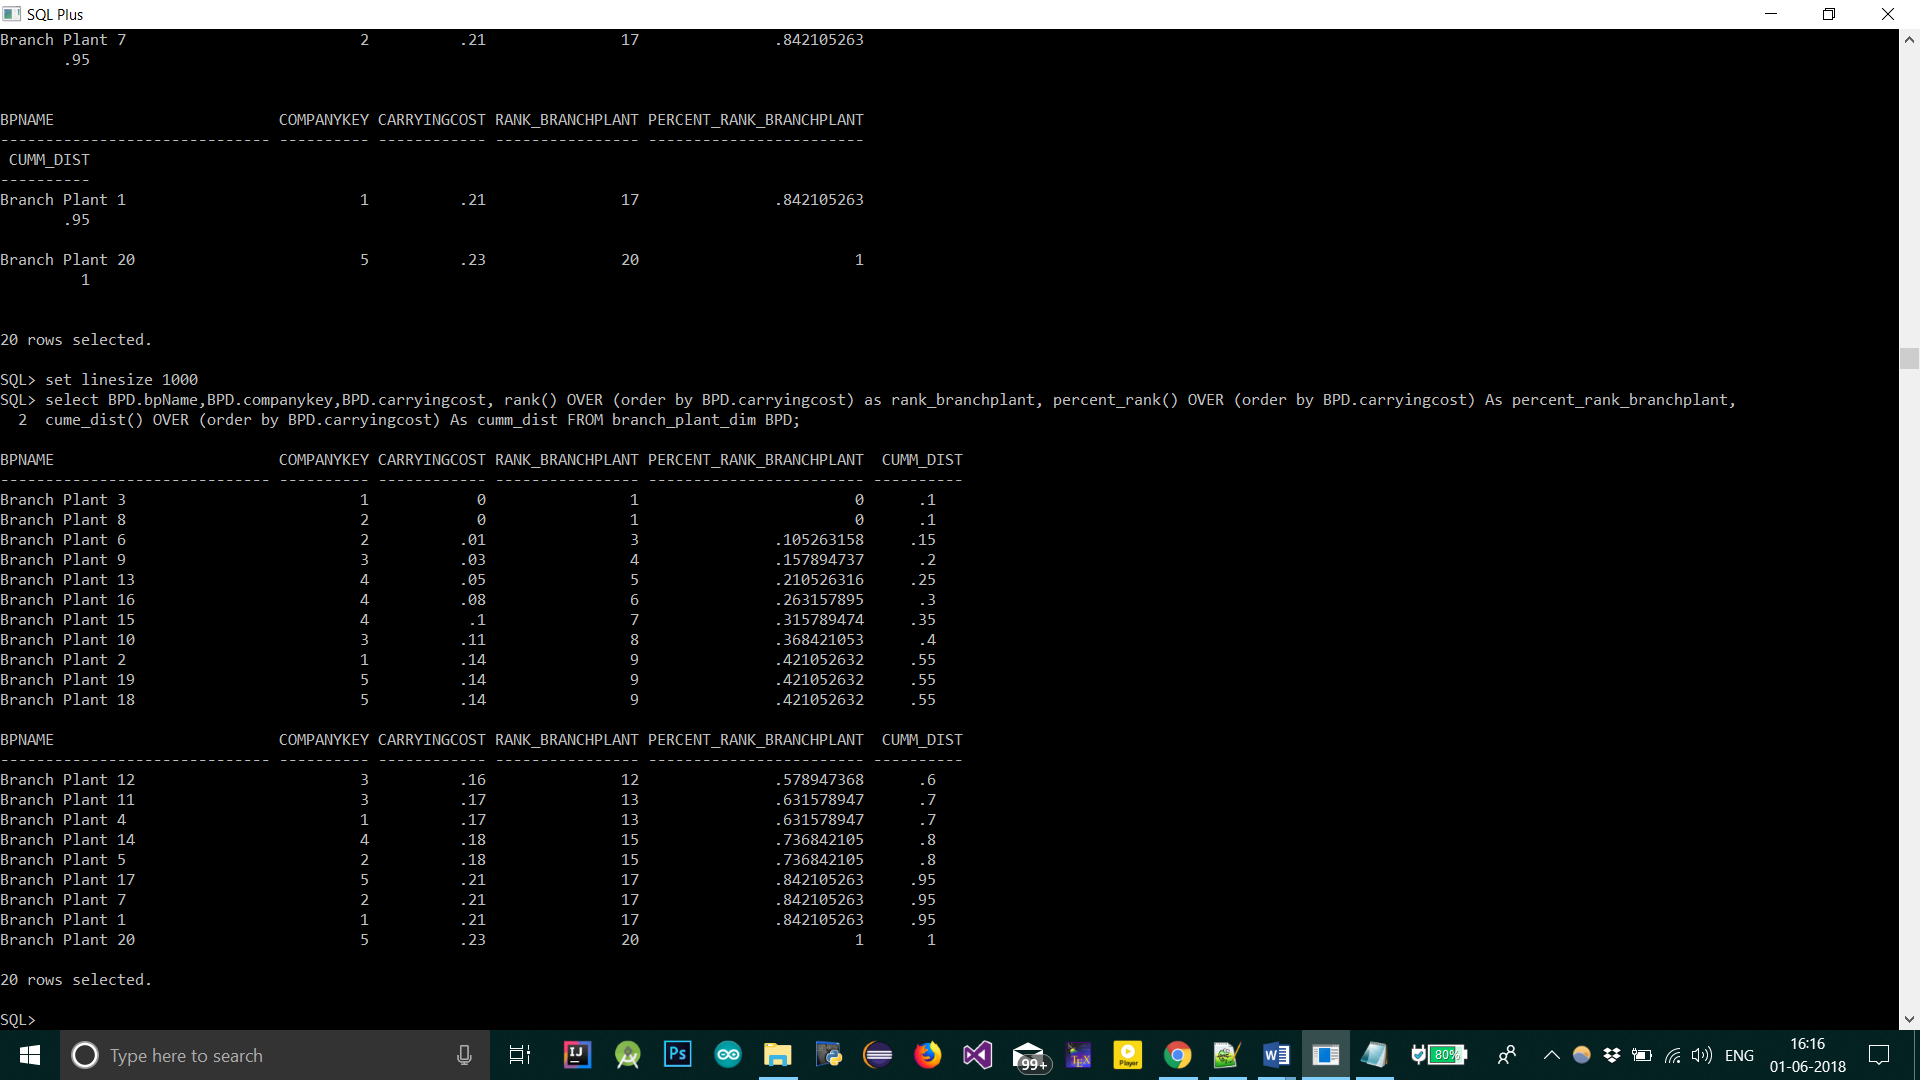 SQL Plus
Branch Plant 7 2 .21 17 .842105263
.95
BPNAME COMPANYKEY CARRYINGCOST RANK_BRANCHPLANT PERCENT_RANK_BRANCHPLANT
------------------------------ ---------- ------------ ---------------- ------------------------
CUMM_DIST
----------
Branch Plant 1 1 .21 17 .842105263
.95
Branch Plant 20 5 .23 20 1
1
20 rows selected.
SQL> set linesize 1000
SQL> select BPD.bpName,BPD.companykey,BPD.carryingcost, rank() OVER (order by BPD.carryingcost) as rank_branchplant, percent_rank() OVER (order by BPD.carryingcost) As percent_rank_branchplant,
2 cume_dist() OVER (order by BPD.carryingcost) As cumm_dist FROM branch_plant_dim BPD;
BPNAME COMPANYKEY CARRYINGCOST RANK_BRANCHPLANT PERCENT_RANK_BRANCHPLANT CUMM_DIST
------------------------------ ---------- ------------ ---------------- ------------------------ ----------
Branch Plant 3 1 0 1 0 .1
Branch Plant 8 2 0 1 0 .1
Branch Plant 6 2 .01 3 .105263158 .15
Branch Plant 9 3 .03 4 .157894737 .2
Branch Plant 13 4 .05 5 .210526316 .25
Branch Plant 16 4 .08 6 .263157895 .3
Branch Plant 15 4 .1 7 .315789474 .35
Branch Plant 10 3 .11 8 .368421053 .4
Branch Plant 2 1 .14 9 .421052632 .55
Branch Plant 19 5 .14 9 .421052632 .55
Branch Plant 18 5 .14 9 .421052632 .55
BPNAME COMPANYKEY CARRYINGCOST RANK_BRANCHPLANT PERCENT_RANK_BRANCHPLANT CUMM_DIST
------------------------------ ---------- ------------ ---------------- ------------------------ ----------
Branch Plant 12 3 .16 12 .578947368 .6
Branch Plant 11 3 .17 13 .631578947 .7
Branch Plant 4 1 .17 13 .631578947 .7
Branch Plant 14 4 .18 15 .736842105 .8
Branch Plant 5 2 .18 15 .736842105 .8
Branch Plant 17 5 .21 17 .842105263 .95
Branch Plant 7 2 .21 17 .842105263 .95
Branch Plant 1 1 .21 17 .842105263 .95
Branch Plant 20 5 .23 20 1 1
20 rows selected.
SQL>
Type here to search
IJ
Ps
99+
TEX
Player
W
80%
ENG
16:16
01-06-2018